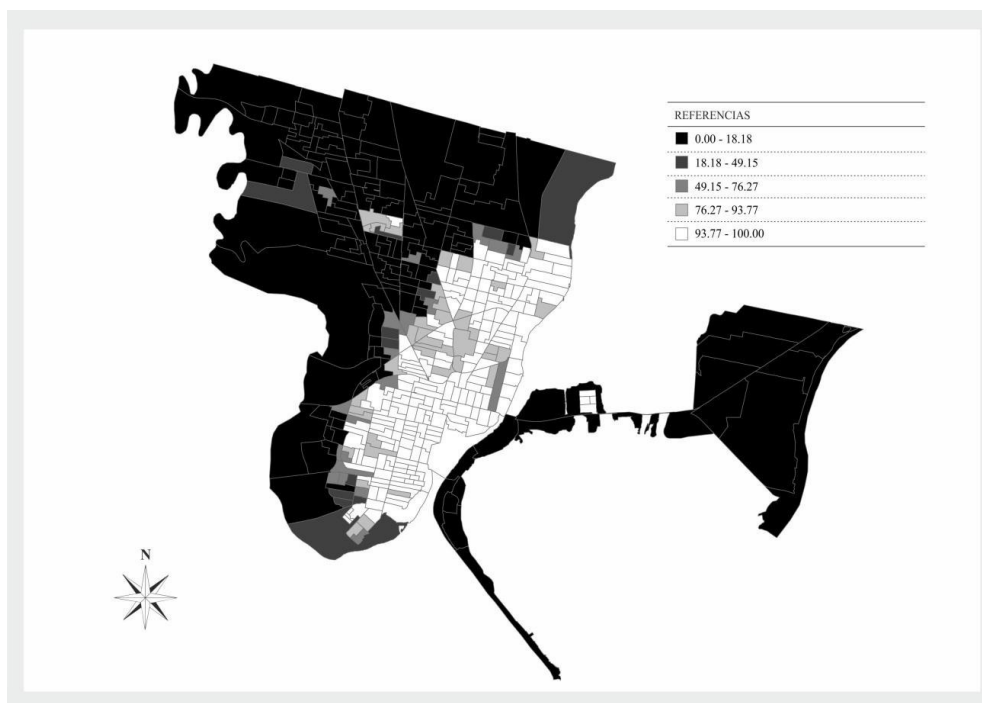 REFERENCIAS
0.00 - 18.18
18.18 - 49.15
49.15 - 76.27
76.27 - 93.77
93.77 - 100.00
N